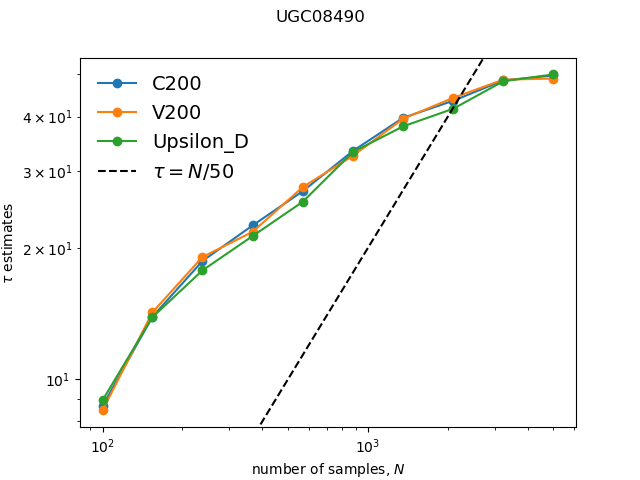 UGC08490
C200
V200
Upsilon_D
τ = N/50
4 × 10¹
3 × 10¹
2 × 10¹
10¹
τ estimates
10² 10³
number of samples, N